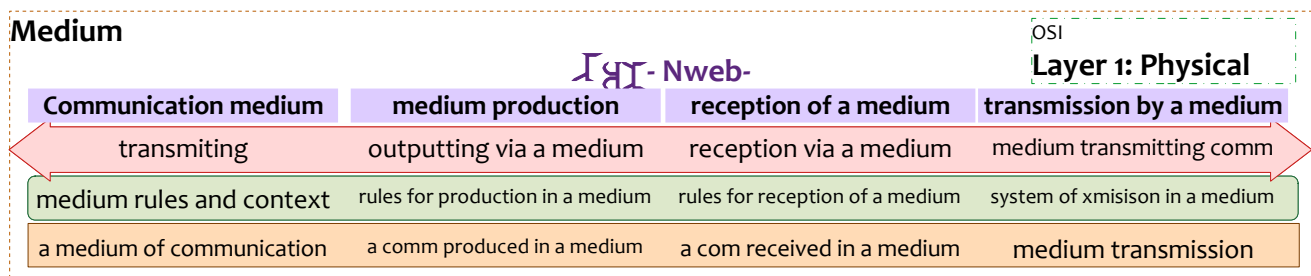 Medium
OSI
Layer 1: Physical
- Nweb-
Communication medium medium production reception of a medium transmission by a medium
transmiting outputting via a medium reception via a medium medium transmitting comm
medium rules and context rules for production in a medium rules for reception of a medium system of xmisison in a medium
a medium of communication a comm produced in a medium a com received in a medium medium transmission